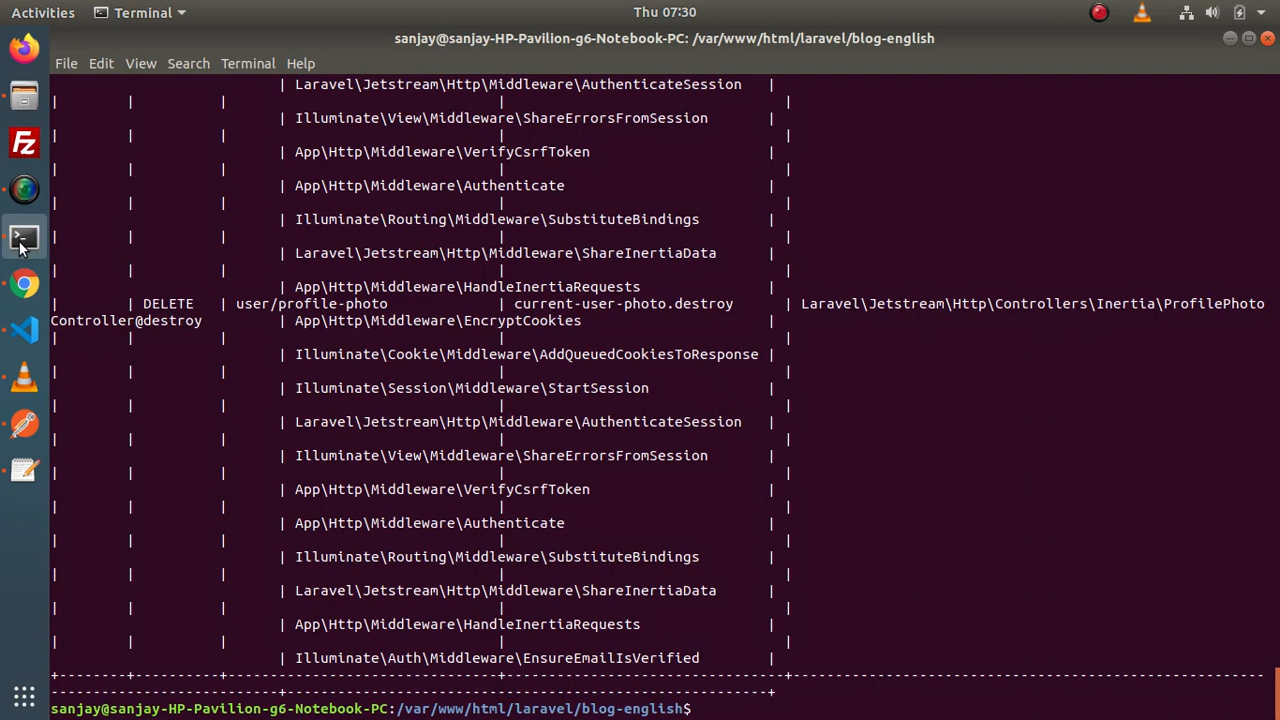 Activities Terminal Thu 07:30
sanjay@sanjay-HP-Pavilion-g6-Notebook-PC: /var/www/html/laravel/blog-english
File Edit View Search Terminal Help
| Laravel\Jetstream\Http\Middleware\AuthenticateSession |
| | | | |
| Illuminate\View\Middleware\ShareErrorsFromSession |
| | | | |
| App\Http\Middleware\VerifyCsrfToken |
| | | | |
| App\Http\Middleware\Authenticate |
| | | | |
| Illuminate\Routing\Middleware\SubstituteBindings |
| | | | |
| Laravel\Jetstream\Http\Middleware\ShareInertiaData |
| | | | |
| App\Http\Middleware\HandleInertiaRequests |
| | DELETE | user/profile-photo | current-user-photo.destroy | Laravel\Jetstream\Http\Controllers\Inertia\ProfilePhoto
Controller@destroy | App\Http\Middleware\EncryptCookies |
| | | | |
| Illuminate\Cookie\Middleware\AddQueuedCookiesToResponse |
| | | | |
| Illuminate\Session\Middleware\StartSession |
| | | | |
| Laravel\Jetstream\Http\Middleware\AuthenticateSession |
| | | | |
| Illuminate\View\Middleware\ShareErrorsFromSession |
| | | | |
| App\Http\Middleware\VerifyCsrfToken |
| | | | |
| App\Http\Middleware\Authenticate |
| | | | |
| Illuminate\Routing\Middleware\SubstituteBindings |
| | | | |
| Laravel\Jetstream\Http\Middleware\ShareInertiaData |
| | | | |
| App\Http\Middleware\HandleInertiaRequests |
| | | | |
| Illuminate\Auth\Middleware\EnsureEmailIsVerified |
+--------+----------+--------------------------------+---------------------------------+--------------------------------------------------------
---------------------------+---------------------------------------------------------+
sanjay@sanjay-HP-Pavilion-g6-Notebook-PC:/var/www/html/laravel/blog-english$